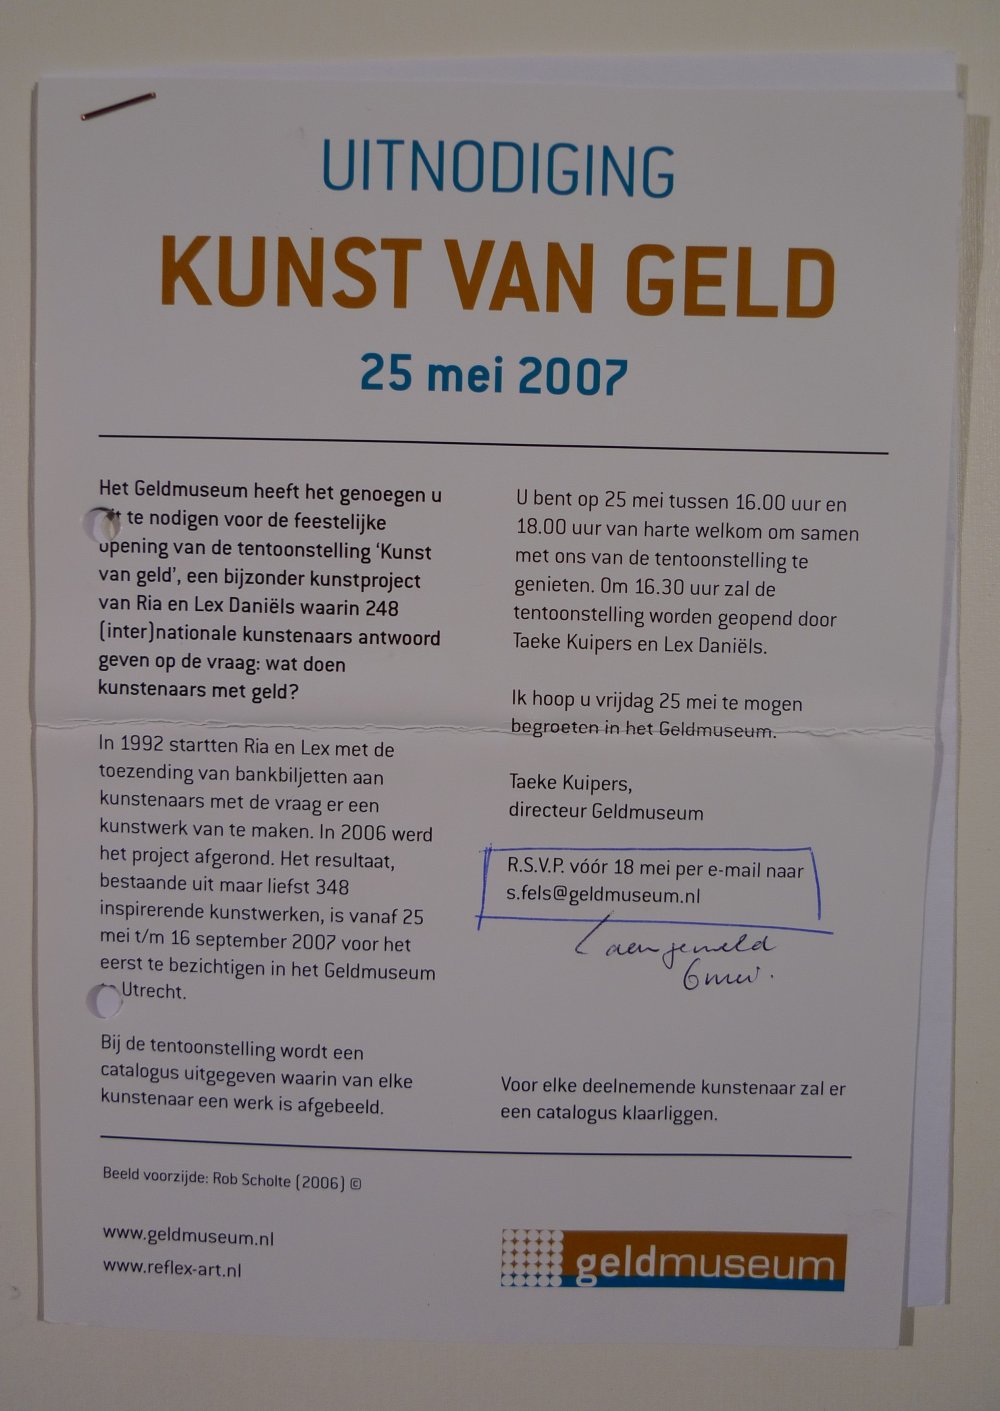 UITNODIGING
KUNST VAN GELD
25 mei 2007
Het Geldmuseum heeft het genoegen u
uit te nodigen voor de feestelijke
opening van de tentoonstelling ‘Kunst
van geld’, een bijzonder kunstproject
van Ria en Lex Daniëls waarin 248
(inter)nationale kunstenaars antwoord
geven op de vraag: wat doen
kunstenaars met geld?
In 1992 startten Ria en Lex met de
toezending van bankbiljetten aan
kunstenaars met de vraag er een
kunstwerk van te maken. In 2006 werd
het project afgerond. Het resultaat,
bestaande uit maar liefst 348
inspirerende kunstwerken, is vanaf 25
mei t/m 16 september 2007 voor het
eerst te bezichtigen in het Geldmuseum
te Utrecht.
Bij de tentoonstelling wordt een
catalogus uitgegeven waarin van elke
kunstenaar een werk is afgebeeld.
U bent op 25 mei tussen 16.00 uur en
18.00 uur van harte welkom om samen
met ons van de tentoonstelling te
genieten. Om 16.30 uur zal de
tentoonstelling worden geopend door
Taeke Kuipers en Lex Daniëls.
Ik hoop u vrijdag 25 mei te mogen
begroeten in het Geldmuseum.
Taeke Kuipers,
directeur Geldmuseum
R.S.V.P. vóór 18 mei per e-mail naar
s.fels@geldmuseum.nl
aangemeld
6 mei.
Voor elke deelnemende kunstenaar zal er
een catalogus klaarliggen.
Beeld voorzijde: Rob Scholte (2006) ©
www.geldmuseum.nl
www.reflex-art.nl
geldmuseum